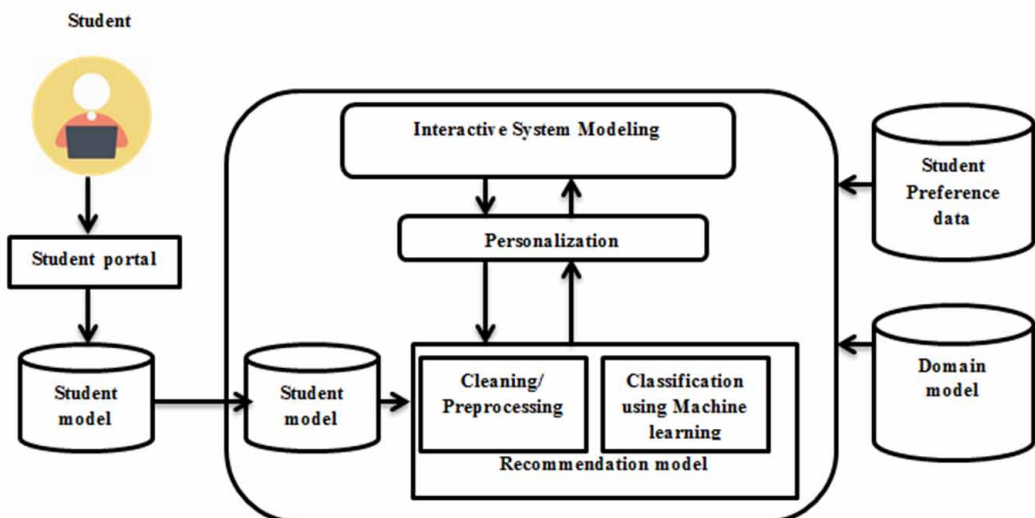 Student
Interactive System Modeling
Student
Preference
data
Personalization
Student portal
Student
model
Student
model
Cleaning/
Preprocessing
Classification
using Machine
learning
Recommendation model
Domain
model